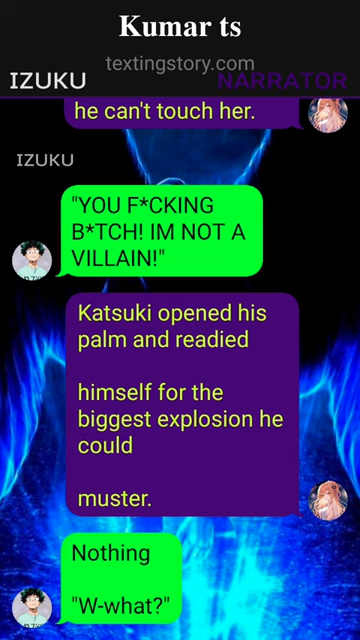 Kumar ts
textingstory.com
IZUKU NARRATOR
he can't touch her.
IZUKU
"YOU F*CKING
B*TCH! IM NOT A
VILLAIN!"
Katsuki opened his
palm and readied
himself for the
biggest explosion he
could
muster.
Nothing
"W-what?"